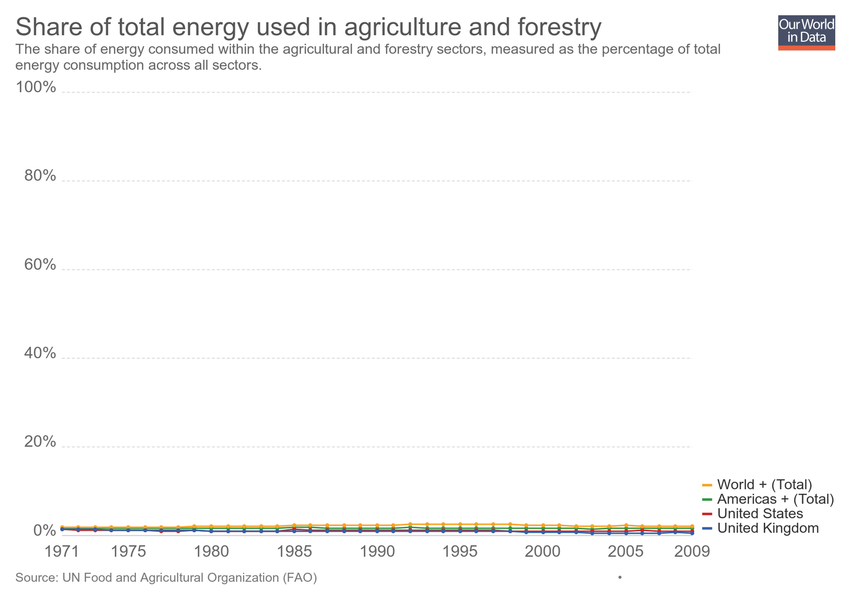 Share of total energy used in agriculture and forestry
Our World
in Data
The share of energy consumed within the agricultural and forestry sectors, measured as the percentage of total
energy consumption across all sectors.
100%
80%
60%
40%
20%
0%
World + (Total)
Americas + (Total)
United States
United Kingdom
1971 1975 1980 1985 1990 1995 2000 2005 2009
Source: UN Food and Agricultural Organization (FAO)